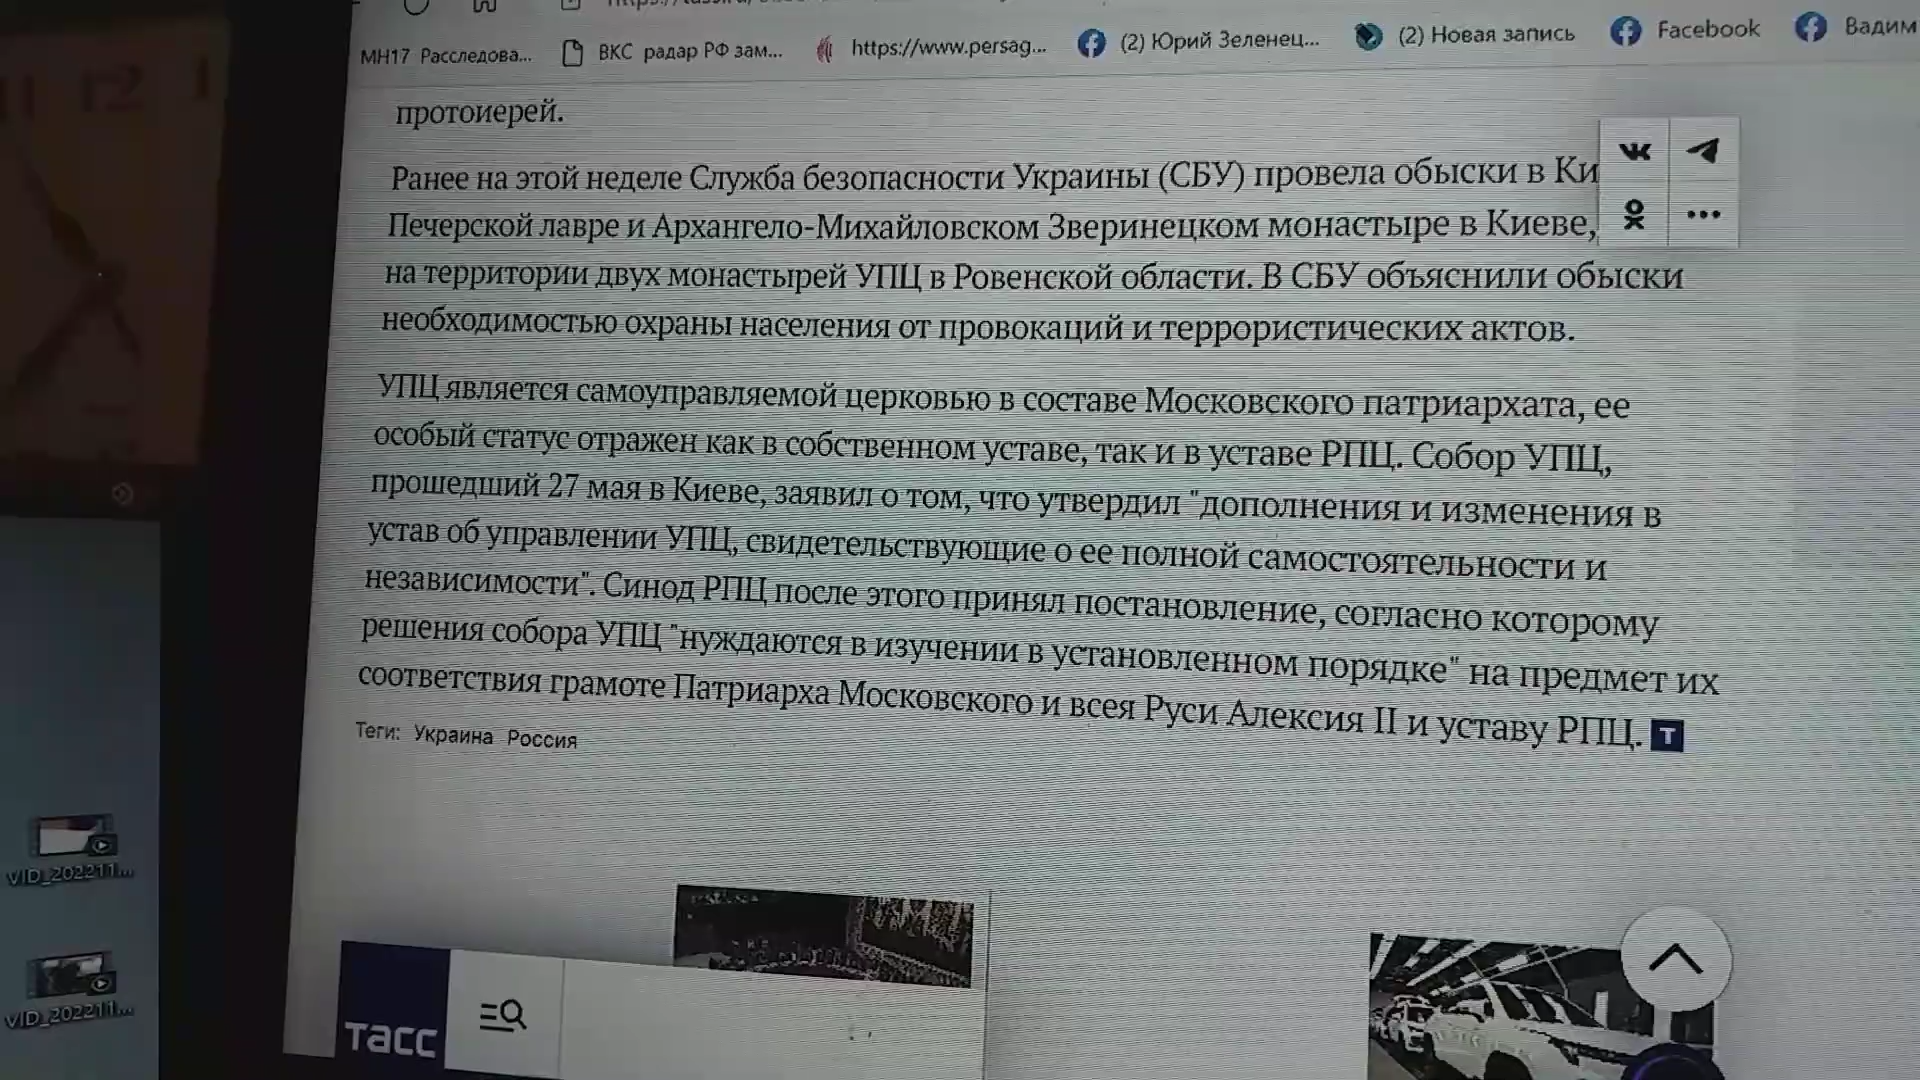 МН17 Расследова... ВКС радар РФ зам... https://www.persag... (2) Юрий Зеленец... (2) Новая запись Facebook Вадим
протоиерей.
Ранее на этой неделе Служба безопасности Украины (СБУ) провела обыски в Ки
Печерской лавре и Архангело-Михайловском Зверинецком монастыре в Киеве,
на территории двух монастырей УПЦ в Ровенской области. В СБУ объяснили обыски
необходимостью охраны населения от провокаций и террористических актов.
УПЦ является самоуправляемой церковью в составе Московского патриархата, ее
особый статус отражен как в собственном уставе, так и в уставе РПЦ. Собор УПЦ,
прошедший 27 мая в Киеве, заявил о том, что утвердил "дополнения и изменения в
устав об управлении УПЦ, свидетельствующие о ее полной самостоятельности и
независимости". Синод РПЦ после этого принял постановление, согласно которому
решения собора УПЦ "нуждаются в изучении в установленном порядке" на предмет их
соответствия грамоте Патриарха Московского и всея Руси Алексия II и уставу РПЦ. Т
Теги: Украина Россия
VID_202211...
VID_202211...
ТАСС
11 12 1